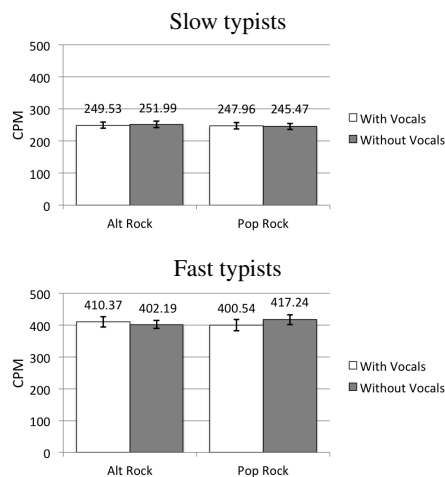 Slow typists
500
400
300
200
100
0
CPM
249.53 251.99 247.96 245.47
Alt Rock Pop Rock
With Vocals
Without Vocals
Fast typists
500
400
300
200
100
0
CPM
410.37 402.19 400.54 417.24
Alt Rock Pop Rock
With Vocals
Without Vocals